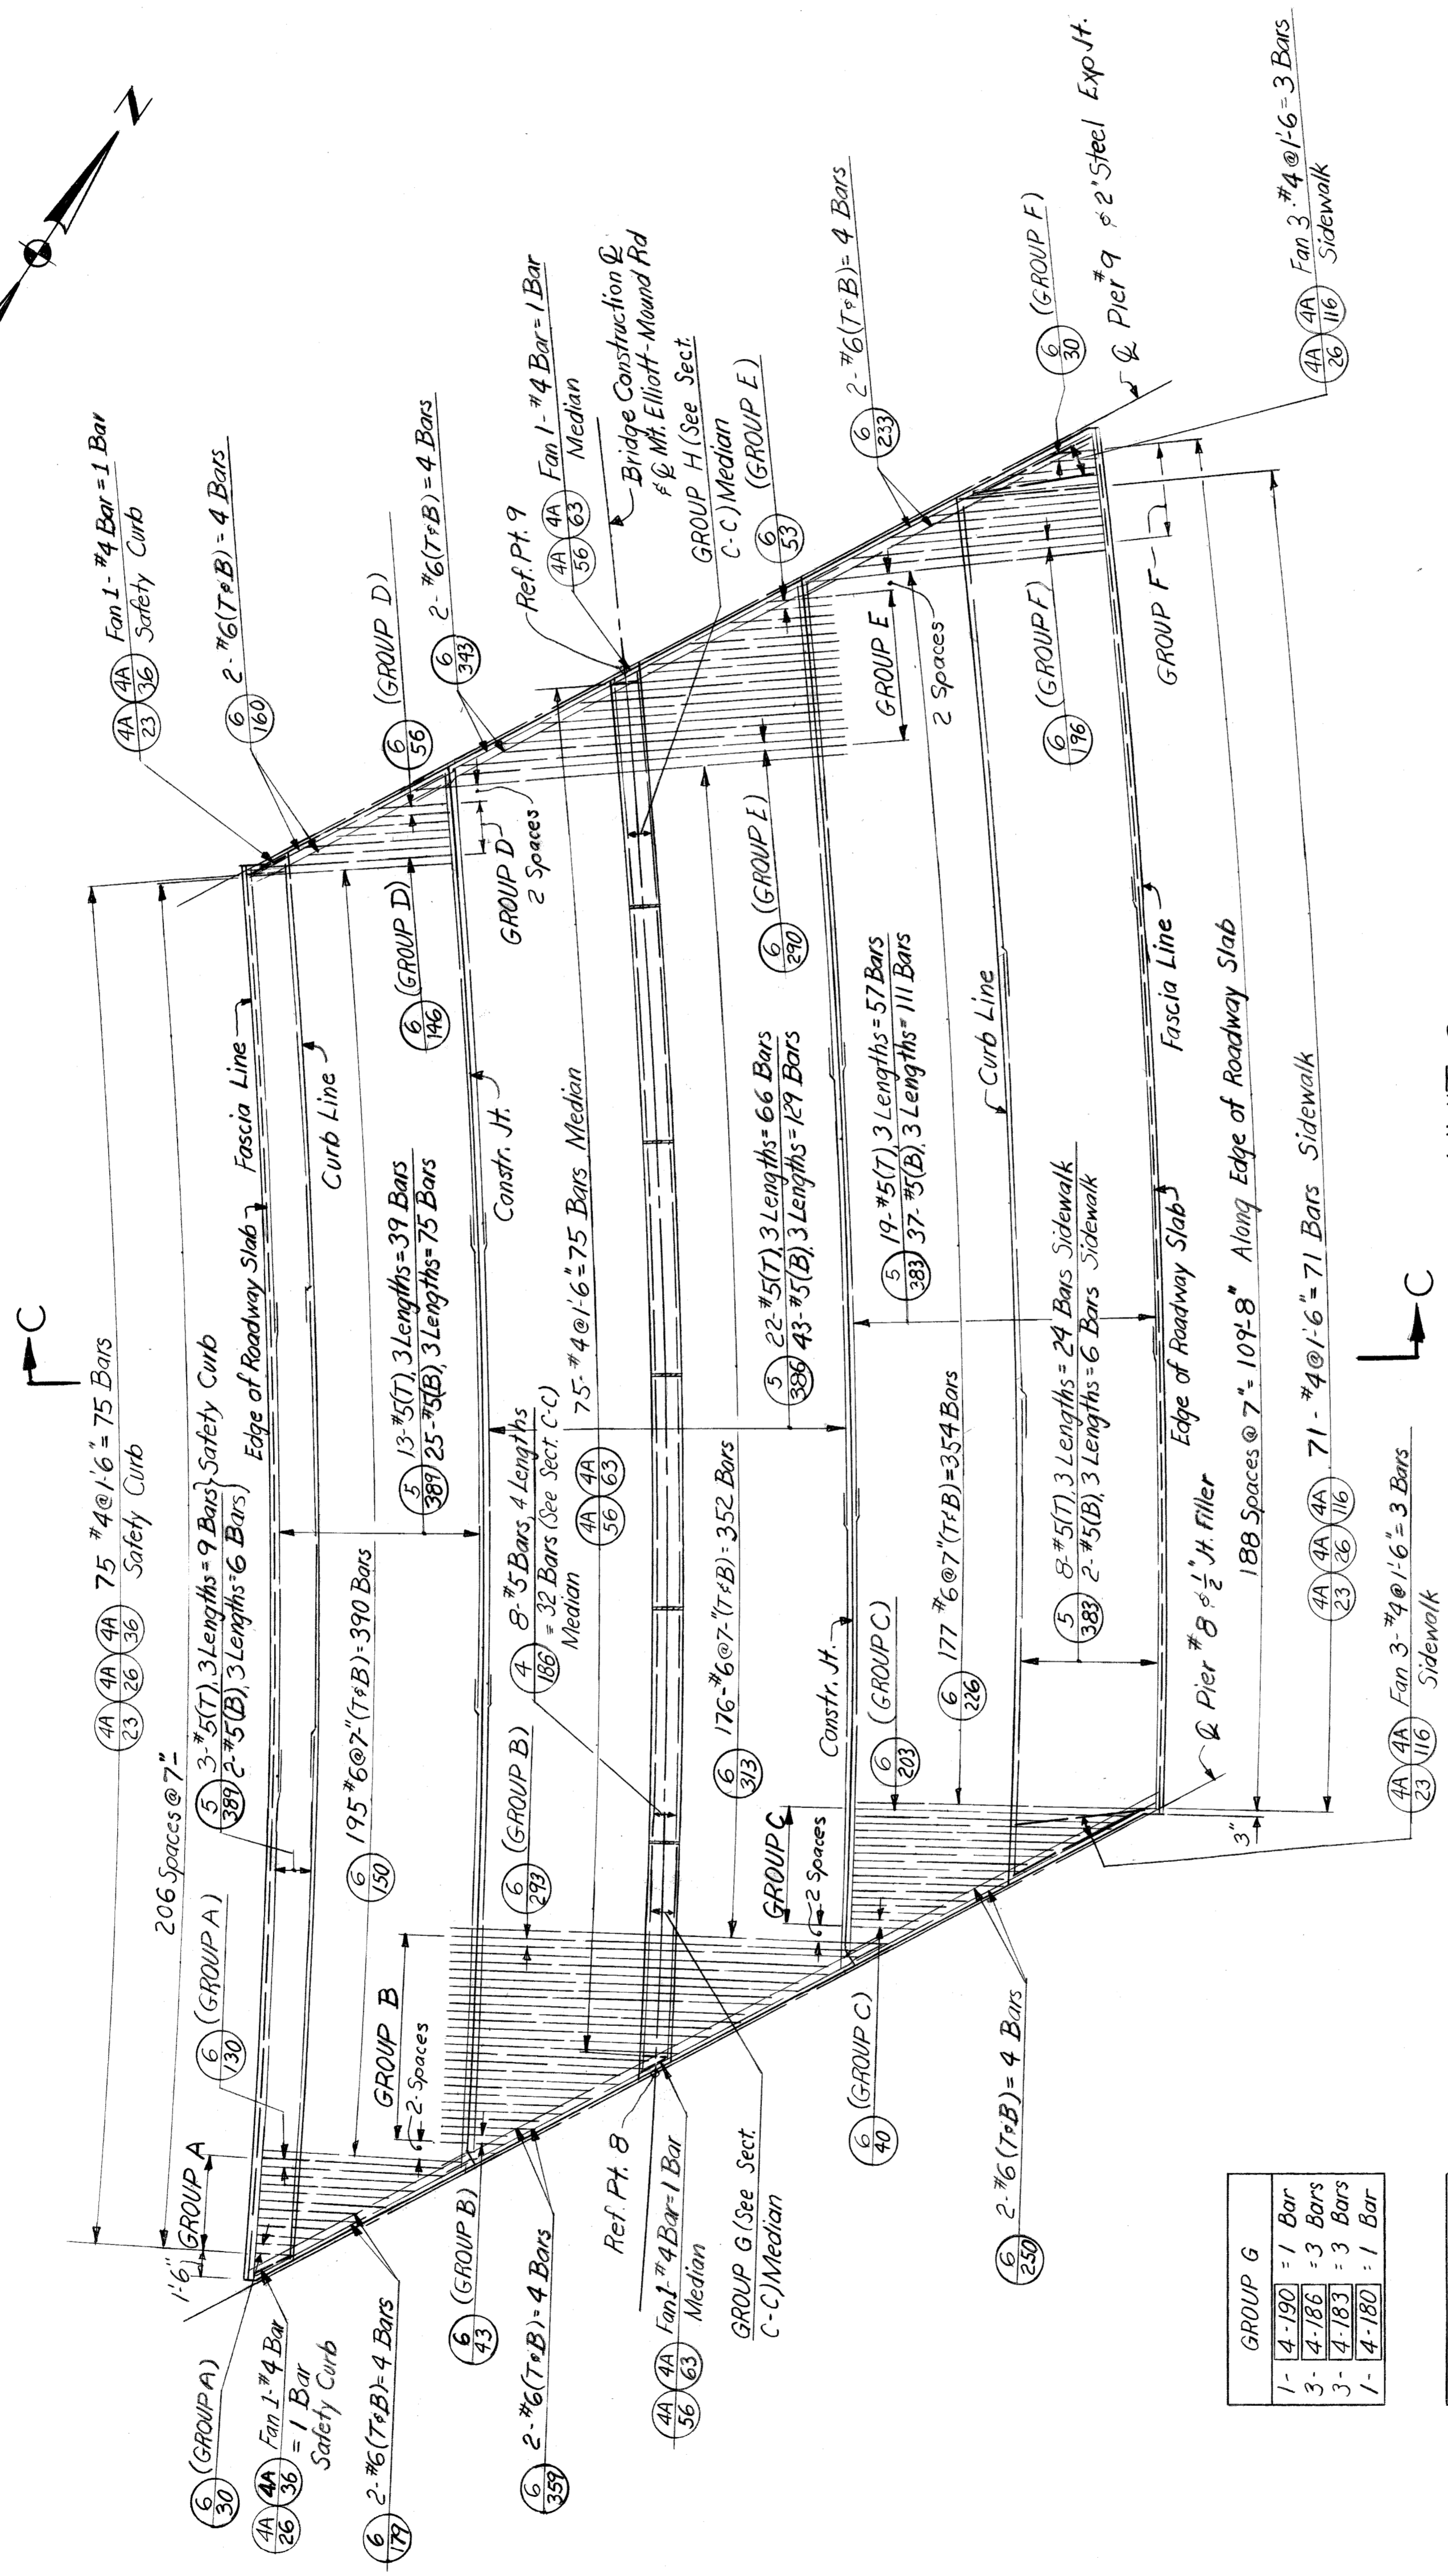 N
C
4A 4A 4A 75 #4@1'-6"=75 Bars
23 26 36 Safety Curb
206 Spaces @ 7"-
5 3-#5(T), 3 Lengths=9 Bars } Safety Curb
389 2-#5(B), 3 Lengths=6 Bars
Edge of Roadway Slab
Fascia Line
Curb Line
4A 4A Fan 1-#4 Bar=1 Bar
23 36 Safety Curb
6 2-#6(T&B)=4 Bars
160
6 (GROUP A)
130
GROUP A
1'-6"
6 (GROUP A)
30
4A 4A Fan 1-#4 Bar
26 36 = 1 Bar
Safety Curb
6 2-#6(T&B)=4 Bars
179
6 195 #6@7-"(T&B)=390 Bars
150
5 13-#5(T), 3 Lengths=39 Bars
389 25-#5(B), 3 Lengths=75 Bars
6 (GROUP D)
146
6 (GROUP D)
56
GROUP D
2 Spaces
6 2-#6(T&B)=4 Bars
343
Constr. Jt.
GROUP B
2-Spaces
6 (GROUP B)
293
6 (GROUP B)
43
6 2-#6(T&B)=4 Bars
359
4 8-#5 Bars, 4 Lengths
186 = 32 Bars (See Sect. C-C)
Median
75-#4@1'-6"=75 Bars Median
4A 4A
56 63
Ref. Pt. 9
4A 4A Fan 1-#4 Bar=1 Bar
56 63 Median
Bridge Construction ℄
& ℄ Mt. Elliott-Mound Rd
GROUP H (See Sect.
C-C) Median
Ref. Pt. 8
4A 4A Fan 1-#4 Bar=1 Bar
56 63 Median
GROUP G (See Sect.
C-C) Median
6 176-#6@7-"(T&B)=352 Bars
313
5 22-#5(T), 3 Lengths=66 Bars
386 43-#5(B), 3 Lengths=129 Bars
6 (GROUP E)
290
6 (GROUP E)
53
GROUP E
2 Spaces
6 2-#6(T&B)=4 Bars
233
Constr. Jt.
GROUP C
2 Spaces
6 (GROUP C)
203
6 (GROUP C)
40
6 2-#6(T&B)=4 Bars
250
6 177 #6@7"(T&B)=354 Bars
226
5 19-#5(T), 3 Lengths=57 Bars
383 37-#5(B), 3 Lengths=111 Bars
Curb Line
5 8-#5(T), 3 Lengths=24 Bars Sidewalk
383 2-#5(B), 3 Lengths=6 Bars Sidewalk
6 (GROUP F)
196
6 (GROUP F)
30
GROUP F
℄ Pier #9 & 2" Steel Exp Jt.
Edge of Roadway Slab
Fascia Line
℄ Pier #8 & 1/2" Jt. Filler
188 Spaces @ 7"=109'-8" Along Edge of Roadway Slab
3"
4A 4A 4A 71-#4@1'-6"=71 Bars Sidewalk
23 26 116
4A 4A Fan 3-#4@1'-6=3 Bars
23 116 Sidewalk
4A 4A Fan 3-#4@1'-6=3 Bars
26 116 Sidewalk
C
GROUP G
1- 4-190 = 1 Bar
3- 4-186 = 3 Bars
3- 4-183 = 3 Bars
1- 4-180 = 1 Bar